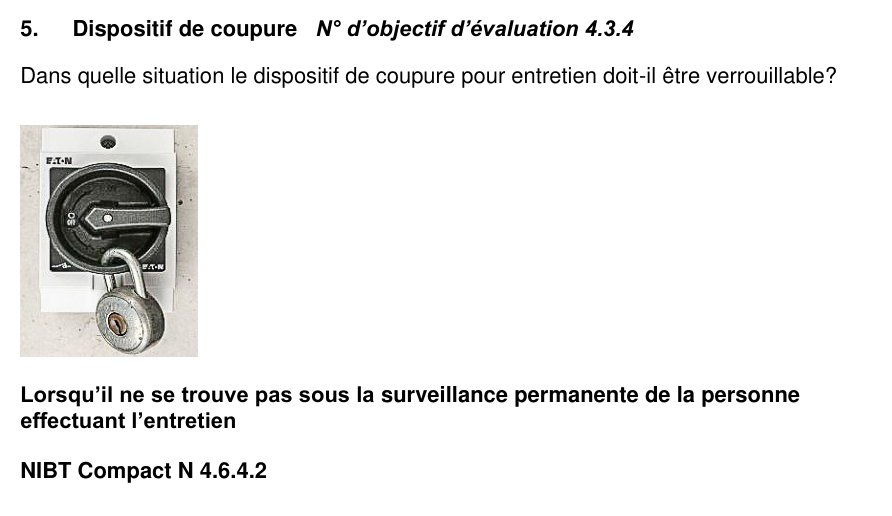 5. Dispositif de coupure N° d’objectif d’évaluation 4.3.4
Dans quelle situation le dispositif de coupure pour entretien doit-il être verrouillable?
E.T.N
OFF
E.T.N
Lorsqu’il ne se trouve pas sous la surveillance permanente de la personne
effectuant l’entretien
NIBT Compact N 4.6.4.2